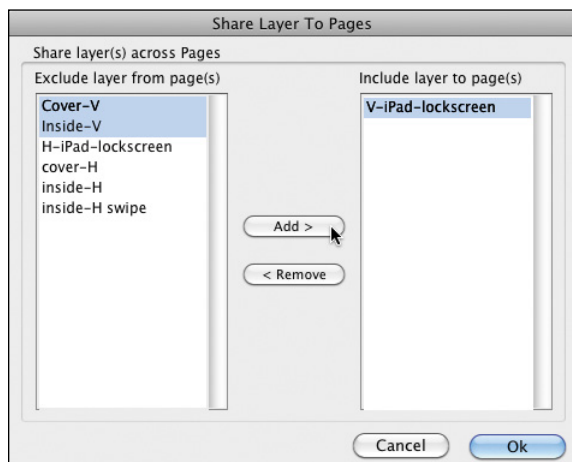 Share Layer To Pages
Share layer(s) across Pages
Exclude layer from page(s)
Include layer to page(s)
Cover-V
Inside-V
H-iPad-lockscreen
cover-H
inside-H
inside-H swipe
V-iPad-lockscreen
Add >
< Remove
Cancel
Ok